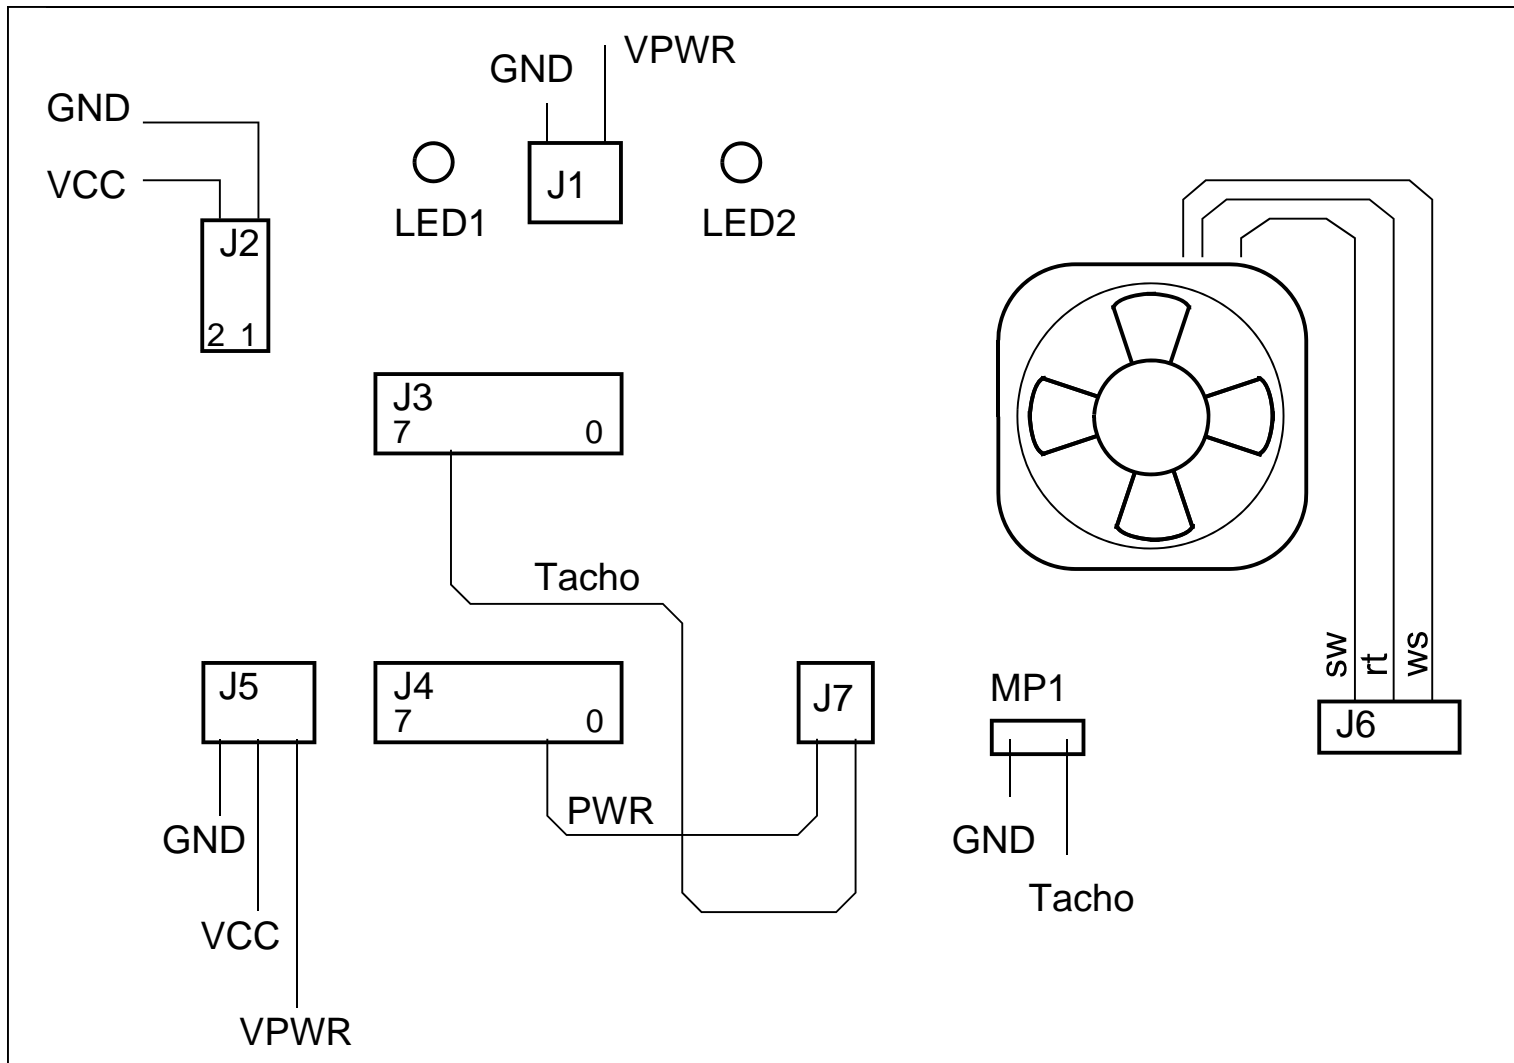 VPWR
GND
GND
VCC
J1
LED1
LED2
J2
2 1
J3
7 0
Tacho
sw
rt
ws
J5
J4
7 0
J7
MP1
J6
PWR
GND
GND
Tacho
VCC
VPWR